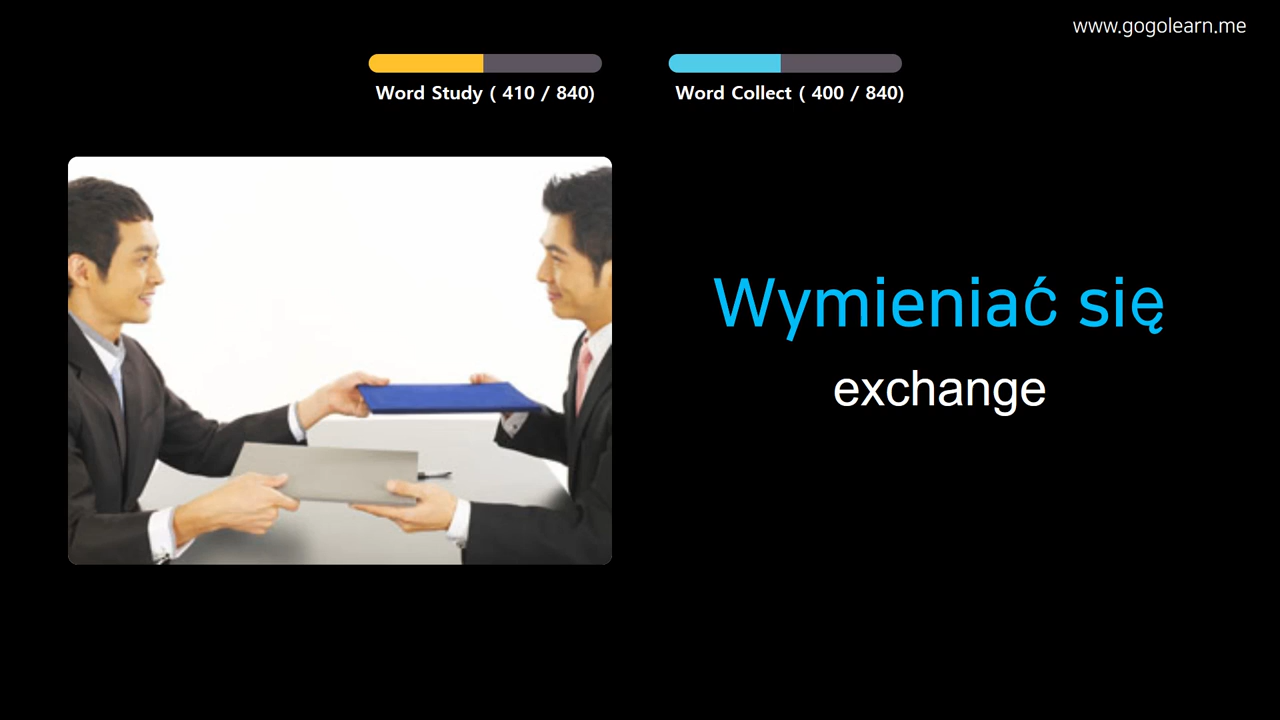 www.gogolearn.me
Word Study ( 410 / 840)
Word Collect ( 400 / 840)
Wymieniać się
exchange